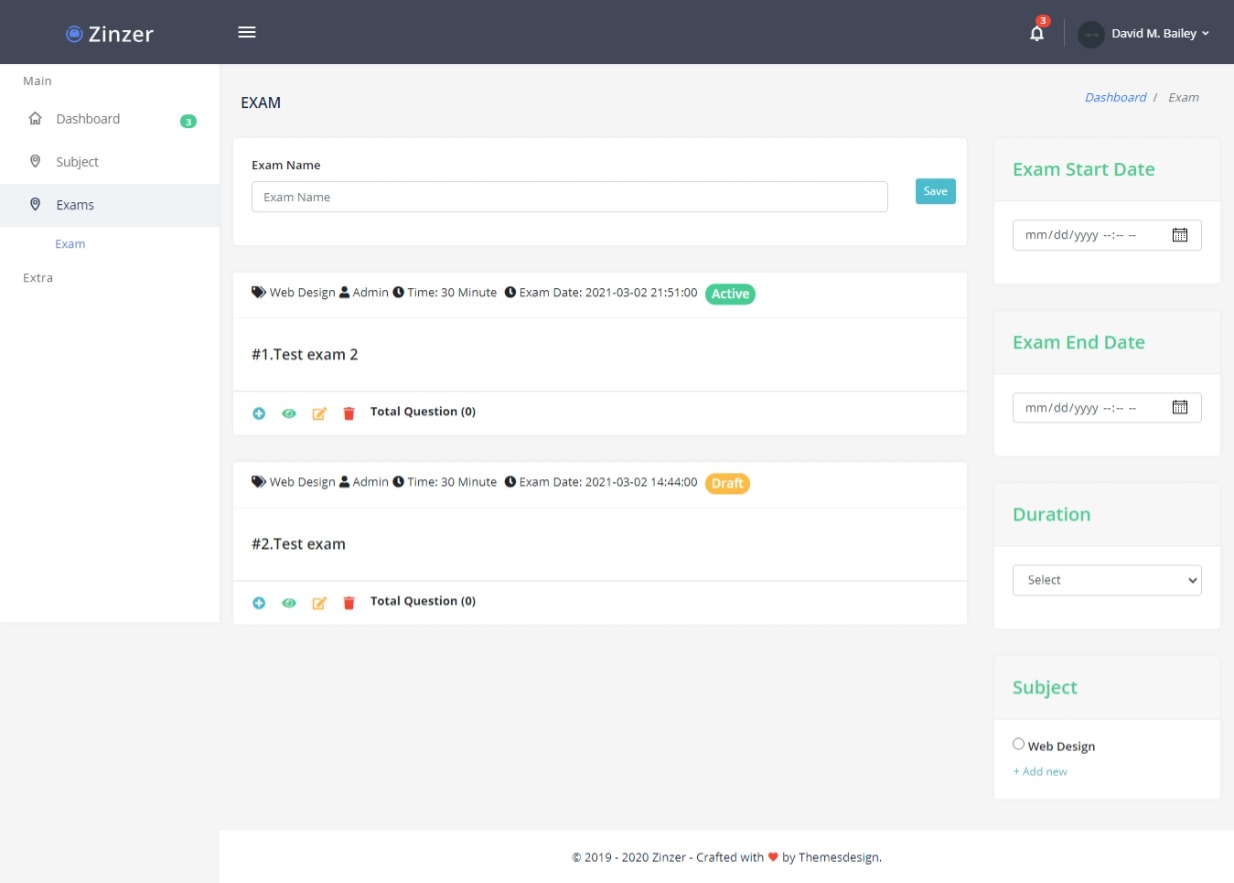 Zinzer
3
David M. Bailey
Main
Dashboard
3
Subject
Exams
Exam
Extra
EXAM
Dashboard / Exam
Exam Name
Exam Name
Save
Web Design Admin Time: 30 Minute Exam Date: 2021-03-02 21:51:00 Active
#1.Test exam 2
Total Question (0)
Web Design Admin Time: 30 Minute Exam Date: 2021-03-02 14:44:00 Draft
#2.Test exam
Total Question (0)
Exam Start Date
mm/dd/yyyy --:-- --
Exam End Date
mm/dd/yyyy --:-- --
Duration
Select
Subject
Web Design
+ Add new
© 2019 - 2020 Zinzer - Crafted with ❤ by Themesdesign.